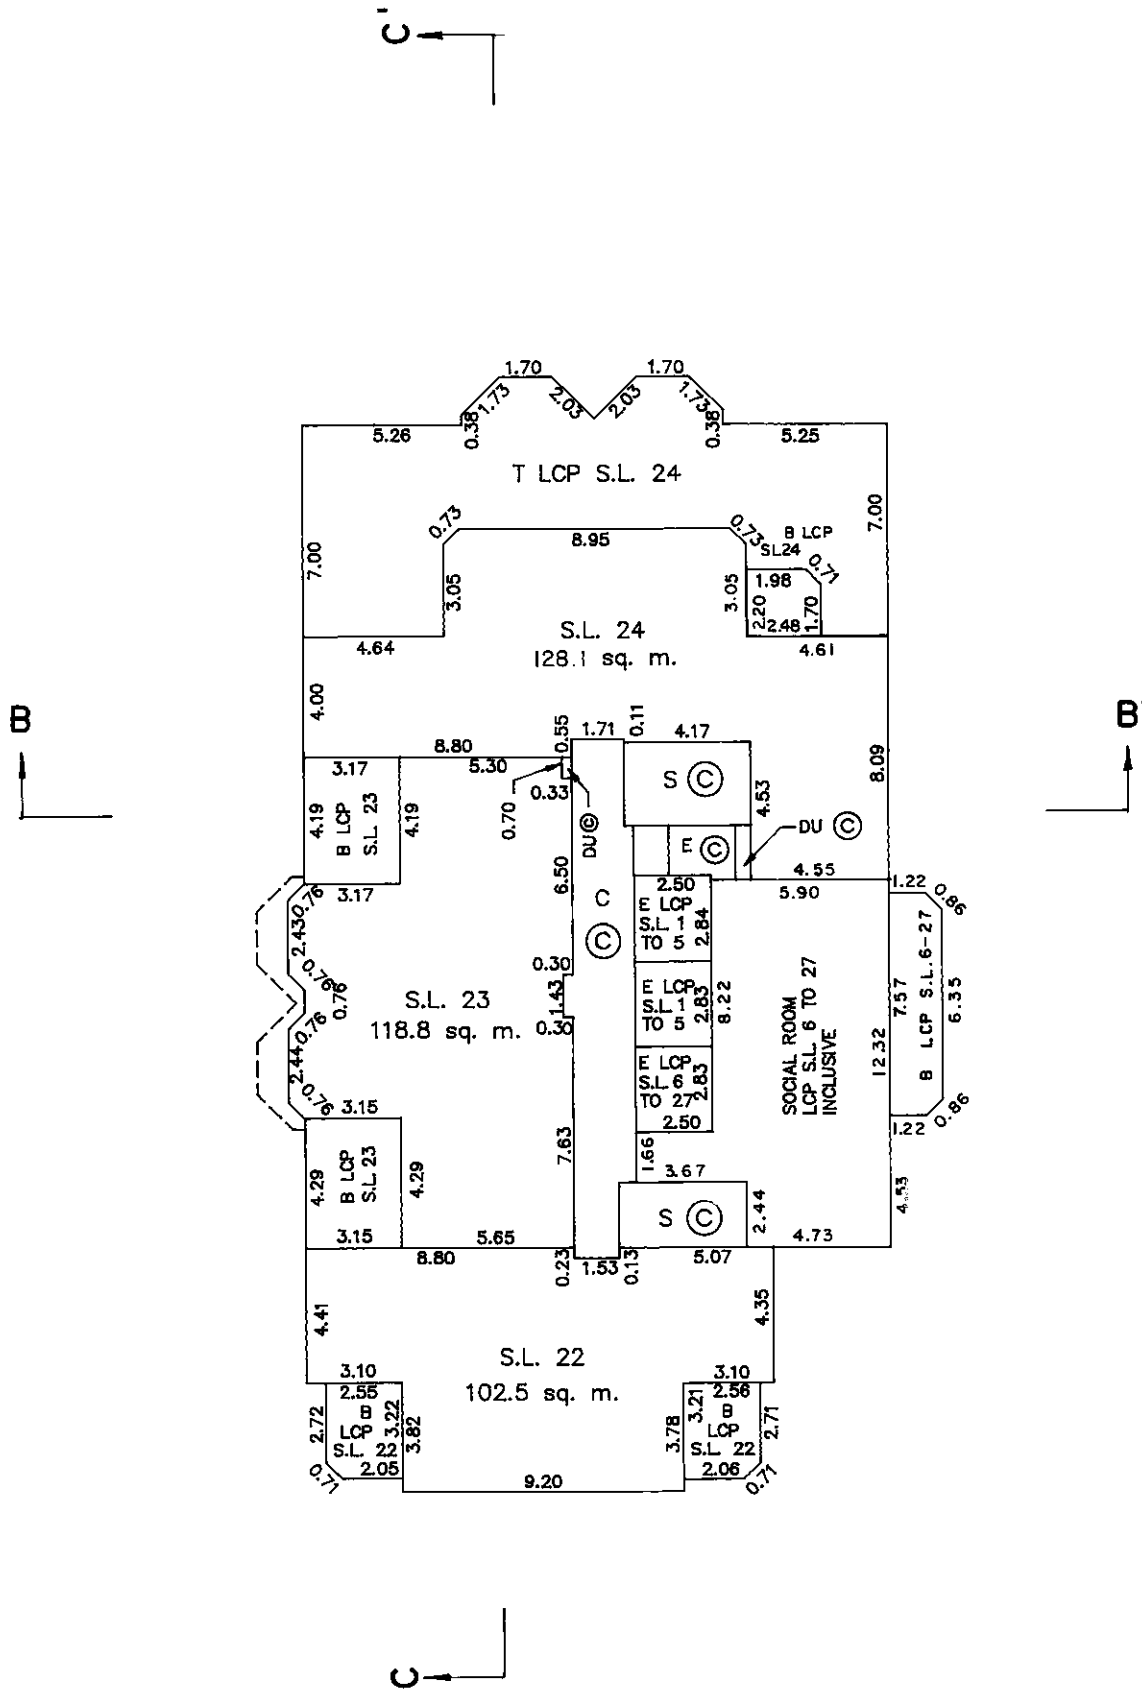 C'
1.70
1.70
1.73
2.03
2.03
1.73
0.38
0.38
5.26
5.25
T LCP S.L. 24
7.00
7.00
0.73
8.95
0.73
B LCP
SL24
0.71
3.05
3.05
1.98
2.20
2.48
1.70
S.L. 24
128.1 sq. m.
4.64
4.61
4.00
B
B'
0.55
1.71
0.11
4.17
8.80
8.09
3.17
5.30
0.33
0.70
S C
4.53
4.19
B LCP
S.L. 23
4.19
DU C
E C
DU C
6.50
4.55
3.17
2.50
5.90
1.22
0.86
0.76
2.43
0.76
0.76
0.76
2.44
0.76
C
C
E LCP
S.L. 1
TO 5
2.84
0.30
1.43
0.30
S.L. 23
118.8 sq. m.
E LCP
S.L. 1
TO 5
2.83
8.22
E LCP
S.L. 6
TO 27
2.83
2.50
SOCIAL ROOM
LCP S.L. 6 TO 27
INCLUSIVE
12.32
7.57
B LCP S.L. 6-27
6.35
0.86
1.22
3.15
7.63
1.66
3.67
4.29
B LCP
S.L. 23
4.29
S C
2.44
4.53
3.15
5.65
8.80
0.23
1.53
0.13
5.07
4.73
4.41
4.35
S.L. 22
102.5 sq. m.
3.10
3.10
2.55
2.56
2.72
B
LCP
S.L. 22
3.22
3.82
3.78
3.21
B
LCP
S.L. 22
2.71
2.05
2.06
0.71
0.71
9.20
C